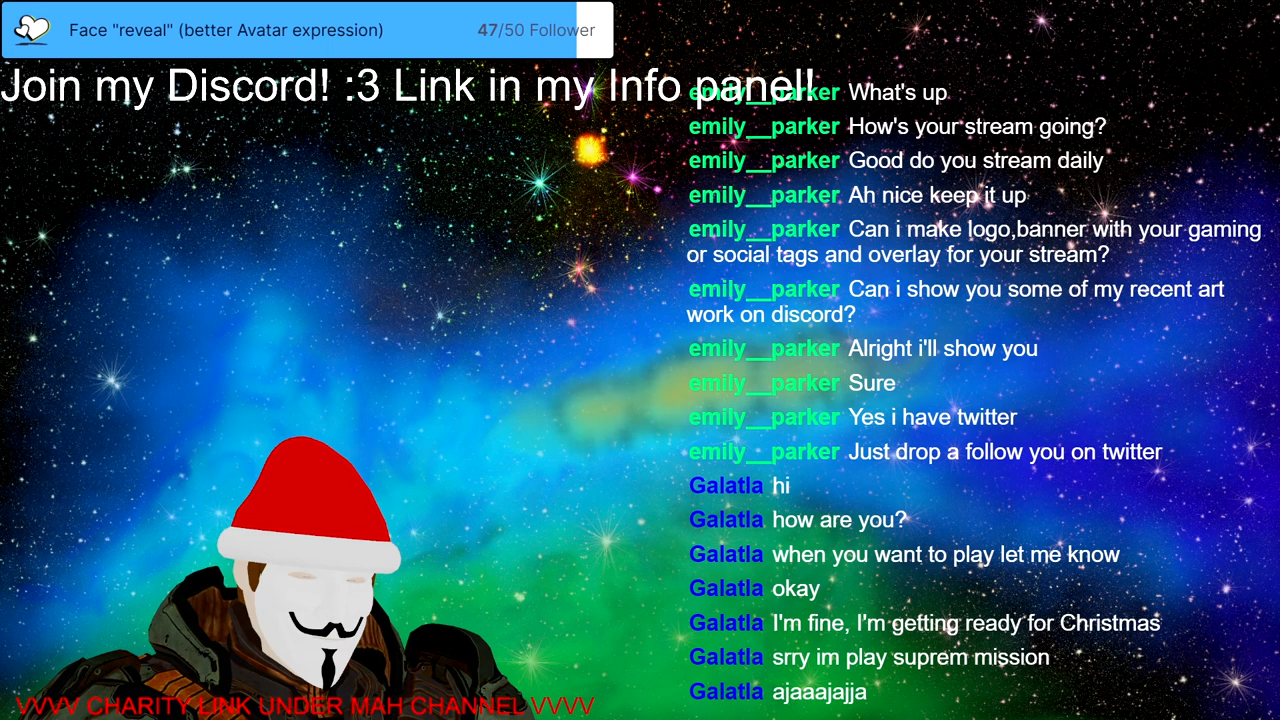 Face "reveal" (better Avatar expression) 47/50 Follower
Join my Discord! :3 Link in my Info panel!
emily__parker What's up
emily__parker How's your stream going?
emily__parker Good do you stream daily
emily__parker Ah nice keep it up
emily__parker Can i make logo,banner with your gaming
or social tags and overlay for your stream?
emily__parker Can i show you some of my recent art
work on discord?
emily__parker Alright i'll show you
emily__parker Sure
emily__parker Yes i have twitter
emily__parker Just drop a follow you on twitter
Galatla hi
Galatla how are you?
Galatla when you want to play let me know
Galatla okay
Galatla I'm fine, I'm getting ready for Christmas
Galatla srry im play suprem mission
Galatla ajaaajajja
VVVV CHARITY LINK UNDER MAH CHANNEL VVVV